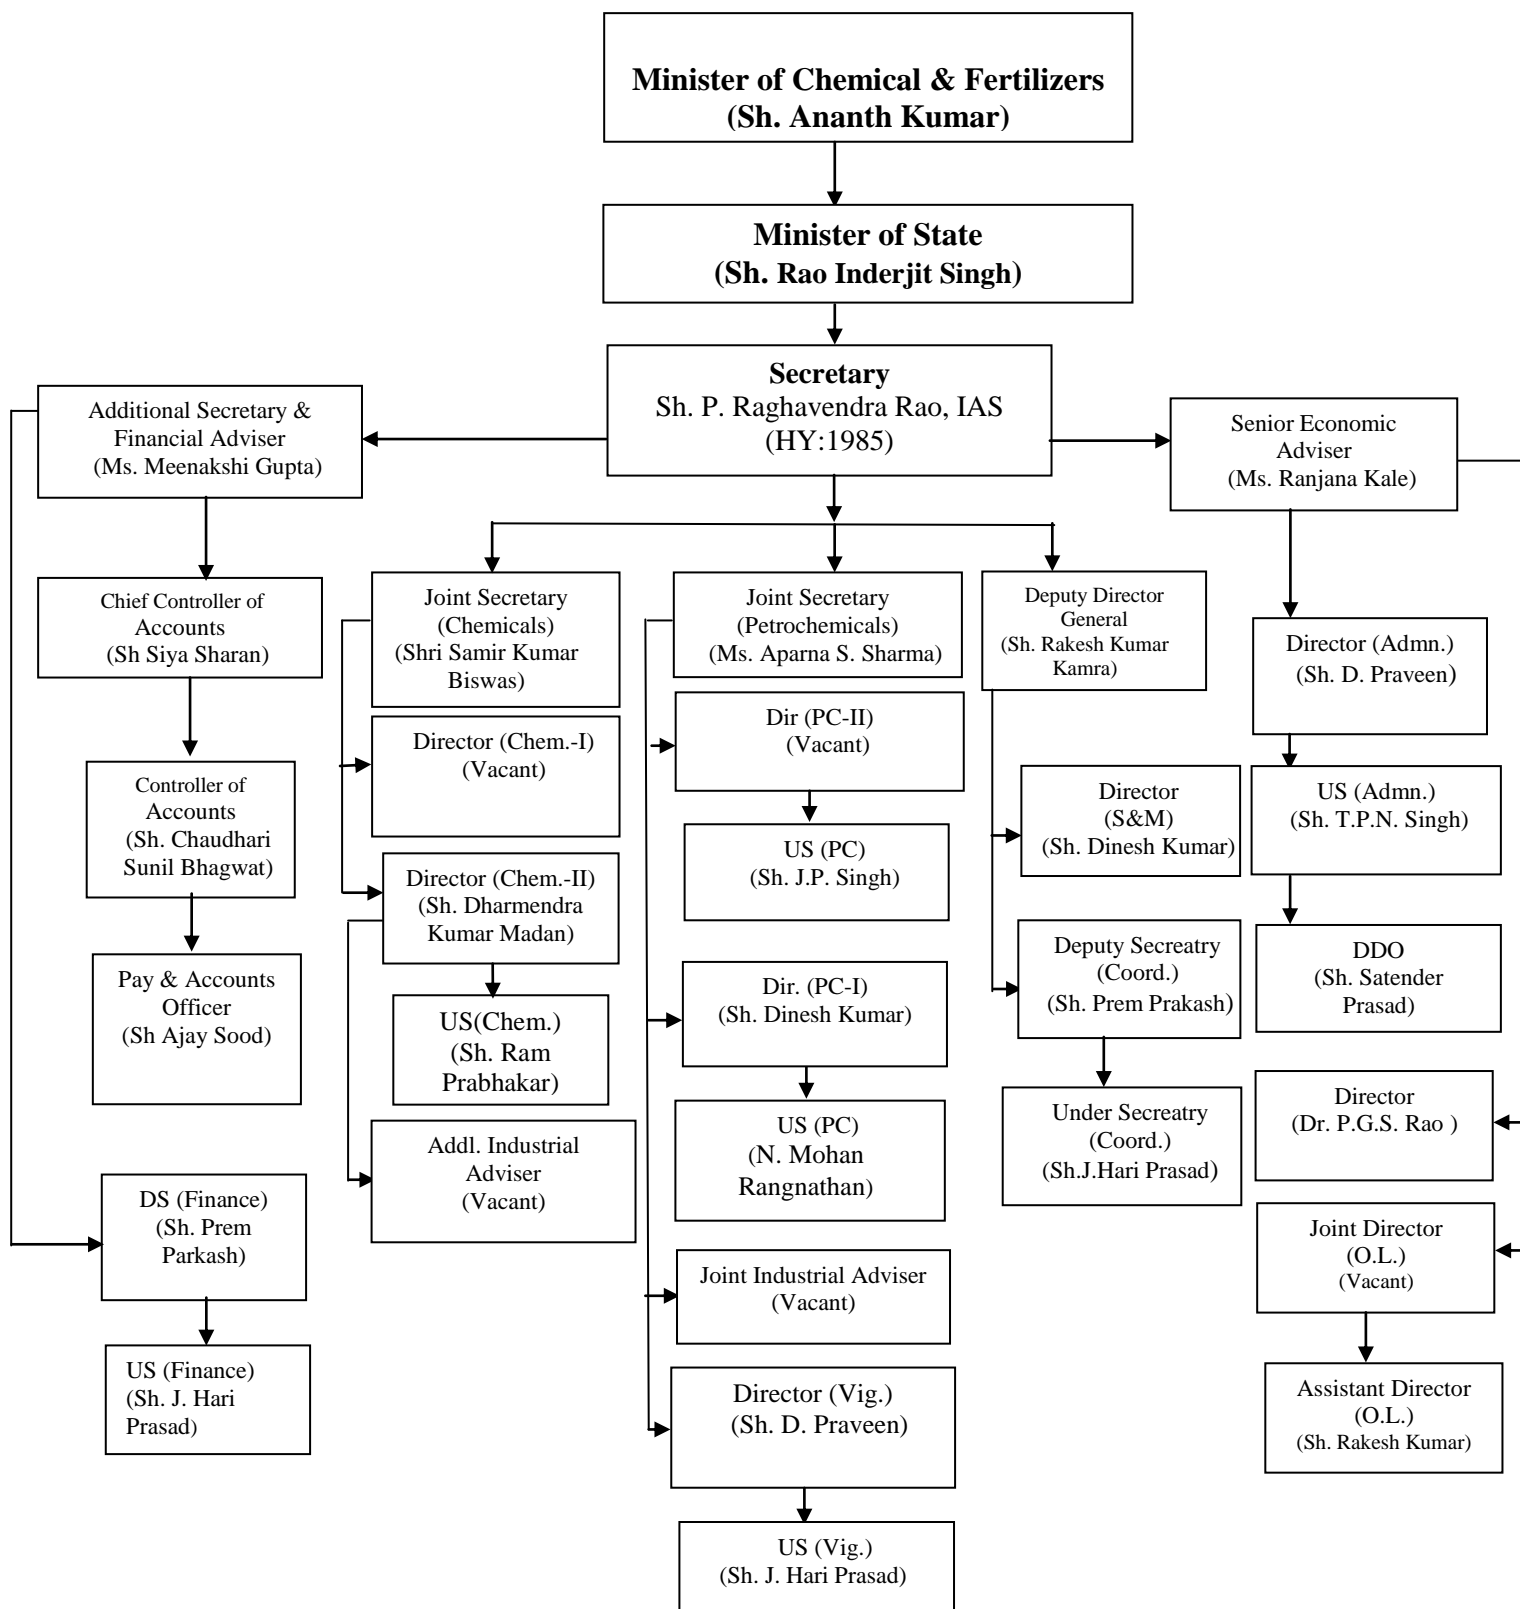 Minister of Chemical & Fertilizers
(Sh. Ananth Kumar)
Minister of State
(Sh. Rao Inderjit Singh)
Secretary
Sh. P. Raghavendra Rao, IAS
(HY:1985)
Additional Secretary &
Financial Adviser
(Ms. Meenakshi Gupta)
Senior Economic
Adviser
(Ms. Ranjana Kale)
Chief Controller of
Accounts
(Sh Siya Sharan)
Controller of
Accounts
(Sh. Chaudhari
Sunil Bhagwat)
Pay & Accounts
Officer
(Sh Ajay Sood)
DS (Finance)
(Sh. Prem
Parkash)
US (Finance)
(Sh. J. Hari
Prasad)
Joint Secretary
(Chemicals)
(Shri Samir Kumar
Biswas)
Director (Chem.-I)
(Vacant)
Director (Chem.-II)
(Sh. Dharmendra
Kumar Madan)
US(Chem.)
(Sh. Ram
Prabhakar)
Addl. Industrial
Adviser
(Vacant)
Joint Secretary
(Petrochemicals)
(Ms. Aparna S. Sharma)
Dir (PC-II)
(Vacant)
US (PC)
(Sh. J.P. Singh)
Dir. (PC-I)
(Sh. Dinesh Kumar)
US (PC)
(N. Mohan
Rangnathan)
Joint Industrial Adviser
(Vacant)
Director (Vig.)
(Sh. D. Praveen)
US (Vig.)
(Sh. J. Hari Prasad)
Deputy Director
General
(Sh. Rakesh Kumar
Kamra)
Director
(S&M)
(Sh. Dinesh Kumar)
Deputy Secreatry
(Coord.)
(Sh. Prem Prakash)
Under Secreatry
(Coord.)
(Sh.J.Hari Prasad)
Director (Admn.)
(Sh. D. Praveen)
US (Admn.)
(Sh. T.P.N. Singh)
DDO
(Sh. Satender
Prasad)
Director
(Dr. P.G.S. Rao )
Joint Director
(O.L.)
(Vacant)
Assistant Director
(O.L.)
(Sh. Rakesh Kumar)